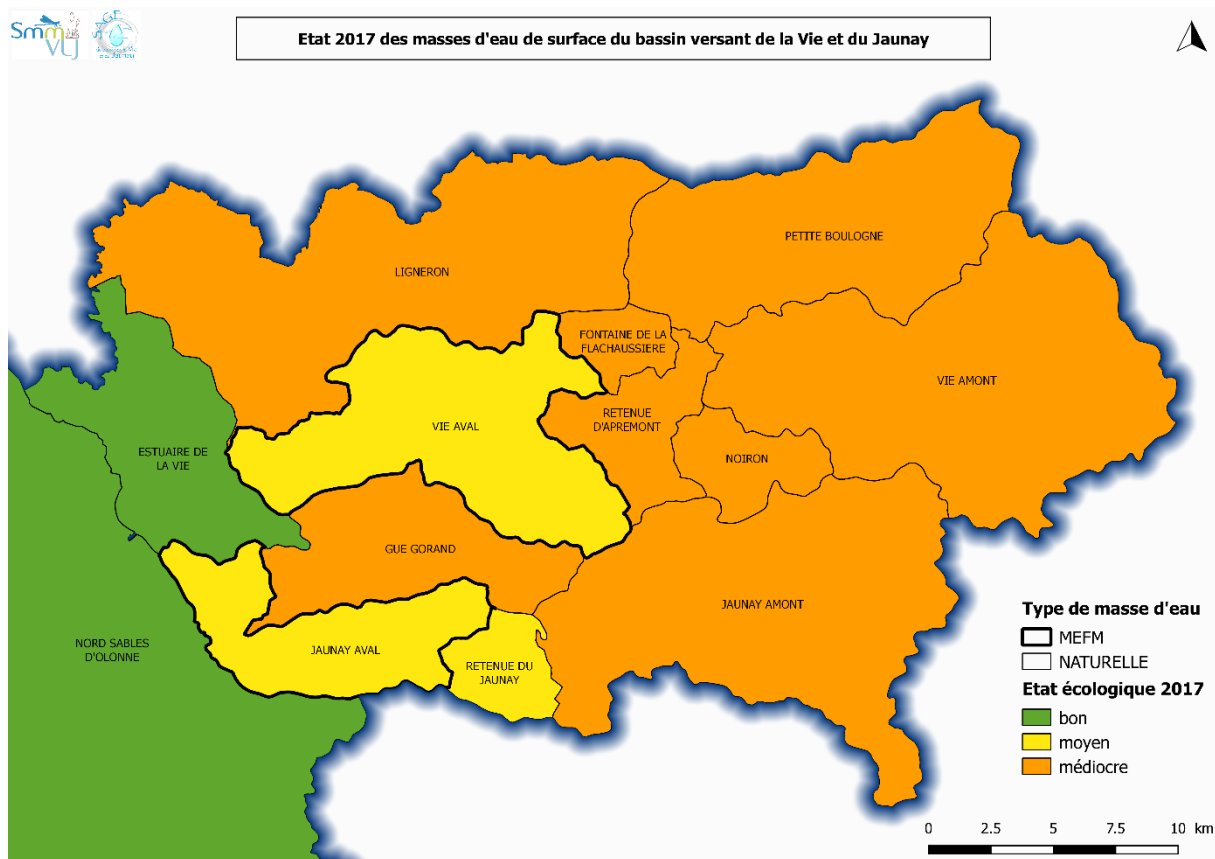 Smm
VJ
SAGE
Etat 2017 des masses d'eau de surface du bassin versant de la Vie et du Jaunay
PETITE BOULOGNE
LIGNERON
FONTAINE DE LA
FLACHAUSSIERE
VIE AMONT
RETENUE
D'APREMONT
VIE AVAL
ESTUAIRE DE
LA VIE
NOIRON
GUE GORAND
JAUNAY AMONT
NORD SABLES
D'OLONNE
JAUNAY AVAL
RETENUE DU
JAUNAY
Type de masse d'eau
MEFM
NATURELLE
Etat écologique 2017
bon
moyen
médiocre
0 2.5 5 7.5 10 km